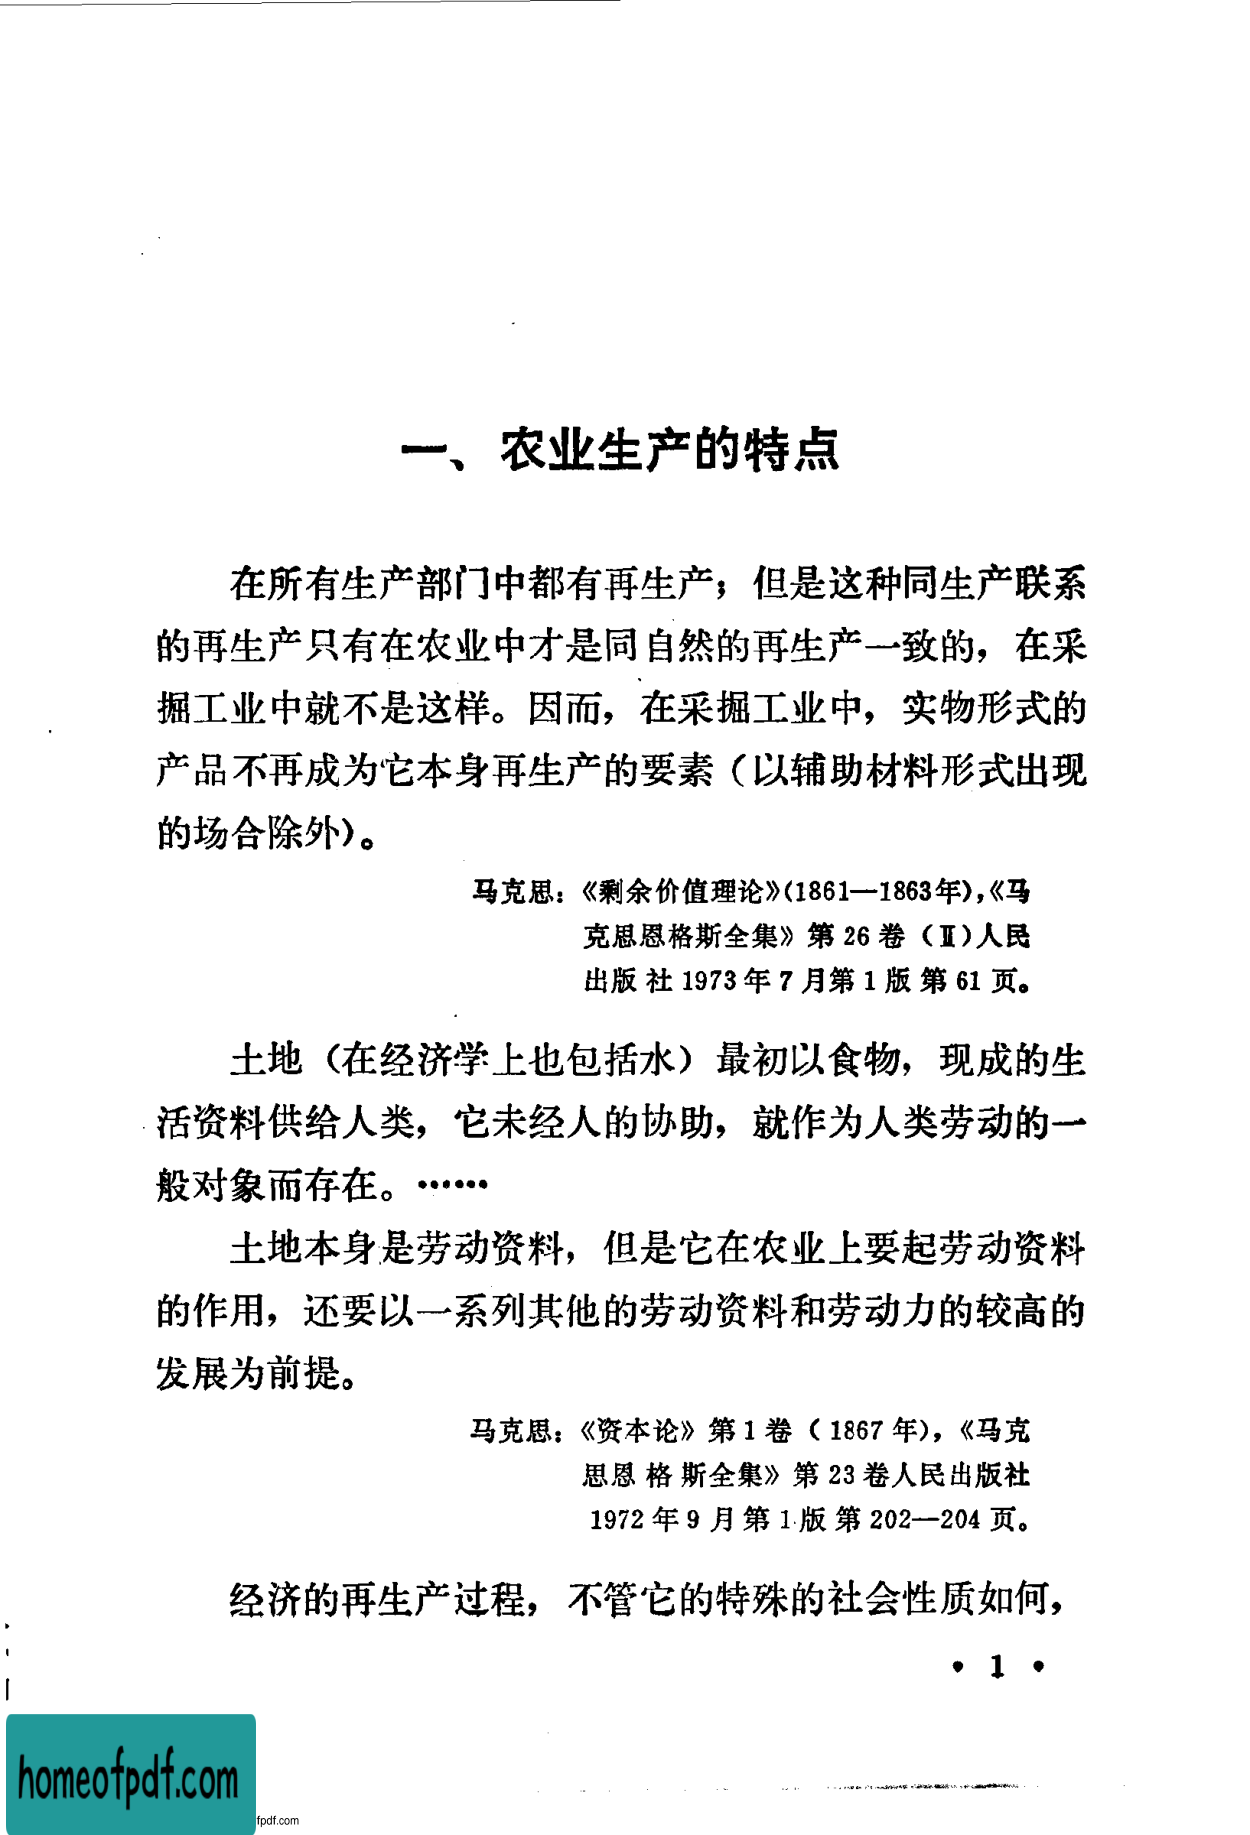 一、农业生产的特点
在所有生产部门中都有再生产；但是这种同生产联系
的再生产只有在农业中才是同自然的再生产一致的，在采
掘工业中就不是这样。因而，在采掘工业中，实物形式的
产品不再成为它本身再生产的要素（以辅助材料形式出现
的场合除外）。
马克思：《剩余价值理论》(1861—1863年)，《马
克思恩格斯全集》第26卷（Ⅱ）人民
出版社1973年7月第1版第61页。
土地（在经济学上也包括水）最初以食物，现成的生
活资料供给人类，它未经人的协助，就作为人类劳动的一
般对象而存在。……
土地本身是劳动资料，但是它在农业上要起劳动资料
的作用，还要以一系列其他的劳动资料和劳动力的较高的
发展为前提。
马克思：《资本论》第1卷（1867年），《马克
思恩格斯全集》第23卷人民出版社
1972年9月第1版第202—204页。
经济的再生产过程，不管它的特殊的社会性质如何，
• 1 •
homeofpdf.com
fpdf.com